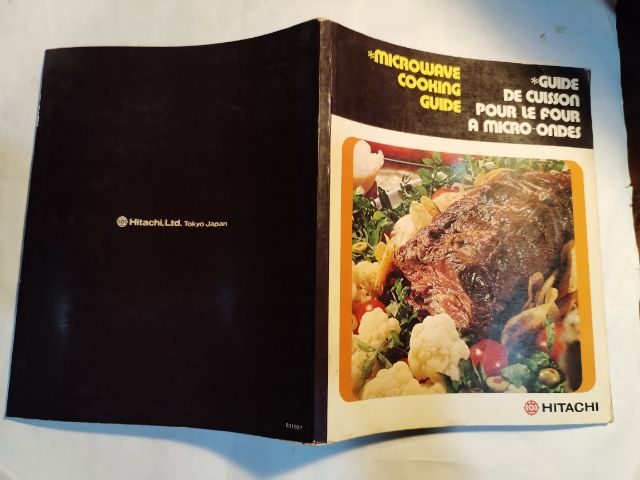 Hitachi, Ltd. Tokyo Japan
*MICROWAVE
COOKING
GUIDE
*GUIDE
DE CUISSON
POUR LE FOUR
A MICRO ONDES
HITACHI